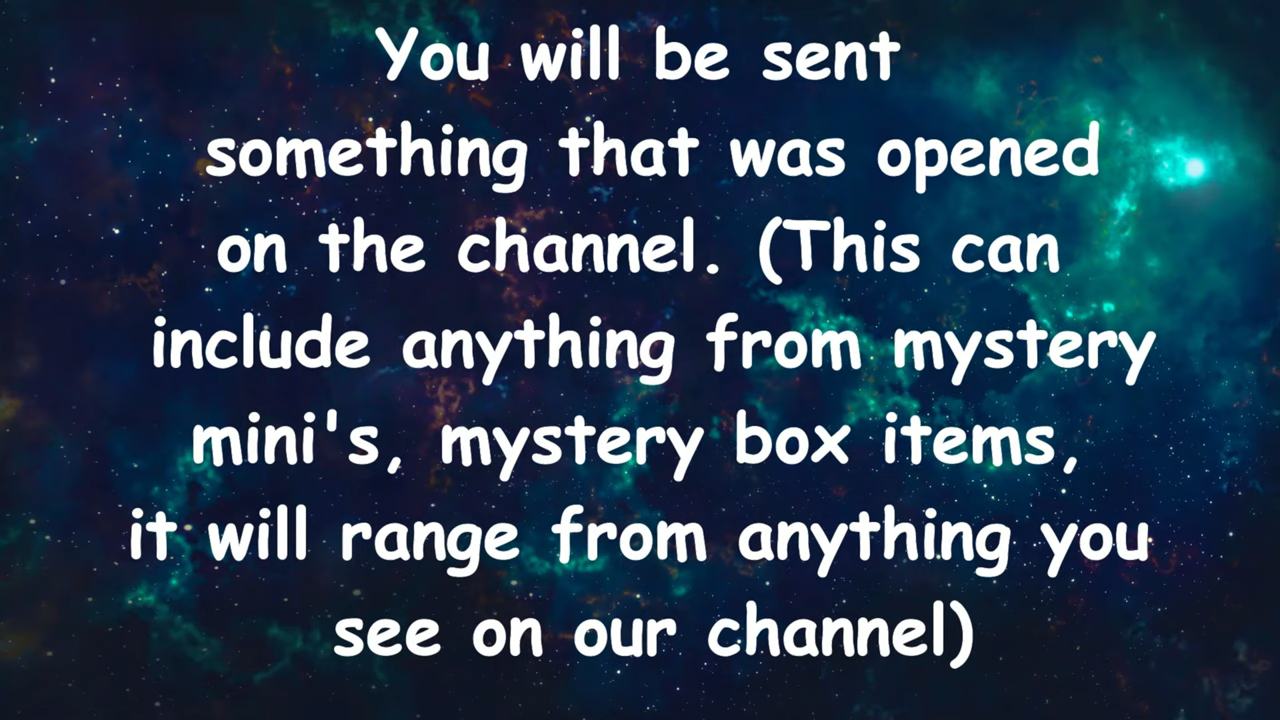 You will be sent
something that was opened
on the channel. (This can
include anything from mystery
mini's, mystery box items,
it will range from anything you
see on our channel)